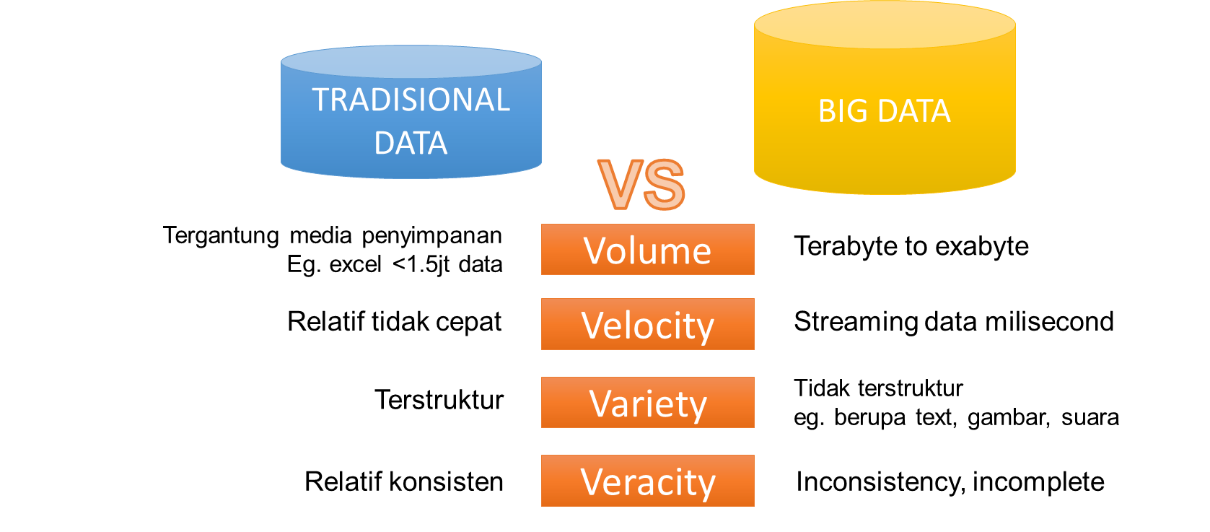 TRADISIONAL
DATA
BIG DATA
VS
Tergantung media penyimpanan
Eg. excel <1.5jt data
Volume
Terabyte to exabyte
Relatif tidak cepat
Velocity
Streaming data milisecond
Terstruktur
Variety
Tidak terstruktur
eg. berupa text, gambar, suara
Relatif konsisten
Veracity
Inconsistency, incomplete